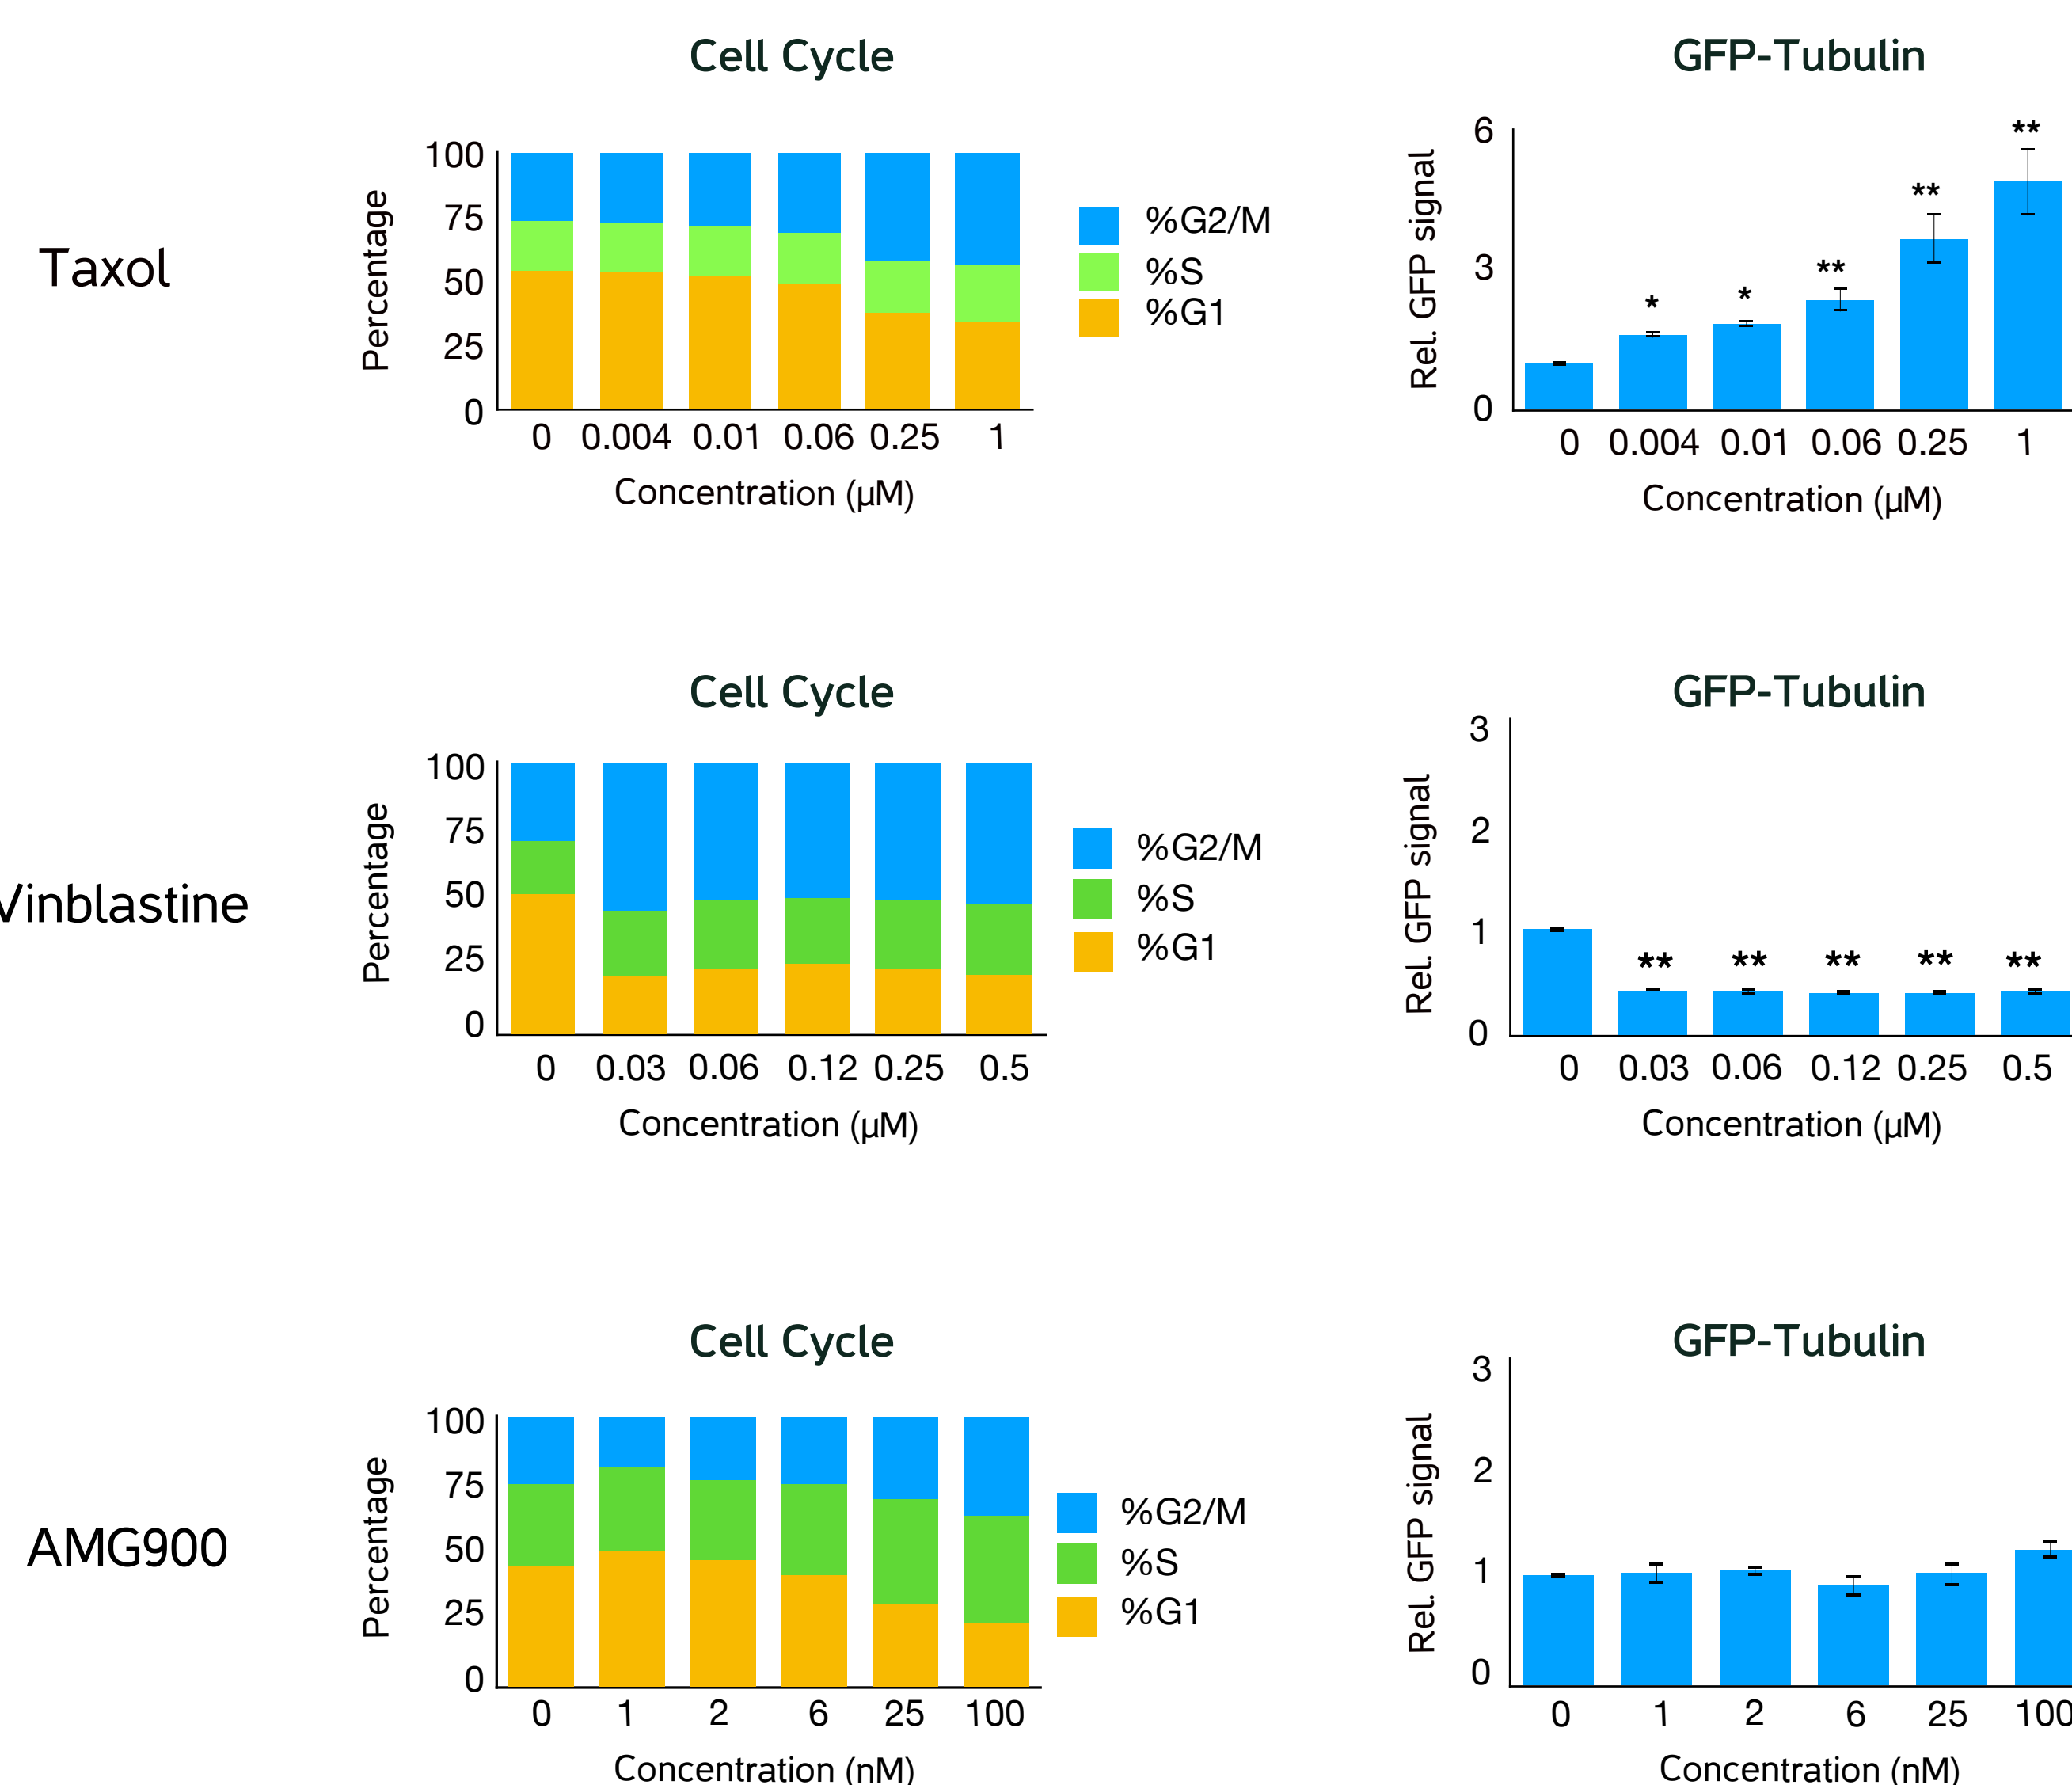 Cell Cycle
GFP-Tubulin
Taxol
Percentage
100
75
50
25
0
0 0.004 0.01 0.06 0.25 1
Concentration (µM)
%G2/M
%S
%G1
Rel. GFP signal
6
3
0
* * ** ** **
0 0.004 0.01 0.06 0.25 1
Concentration (µM)
Cell Cycle
GFP-Tubulin
Vinblastine
Percentage
100
75
50
25
0
0 0.03 0.06 0.12 0.25 0.5
Concentration (µM)
%G2/M
%S
%G1
Rel. GFP signal
3
2
1
0
** ** ** ** **
0 0.03 0.06 0.12 0.25 0.5
Concentration (µM)
Cell Cycle
GFP-Tubulin
AMG900
Percentage
100
75
50
25
0
0 1 2 6 25 100
Concentration (nM)
%G2/M
%S
%G1
Rel. GFP signal
3
2
1
0
0 1 2 6 25 100
Concentration (nM)